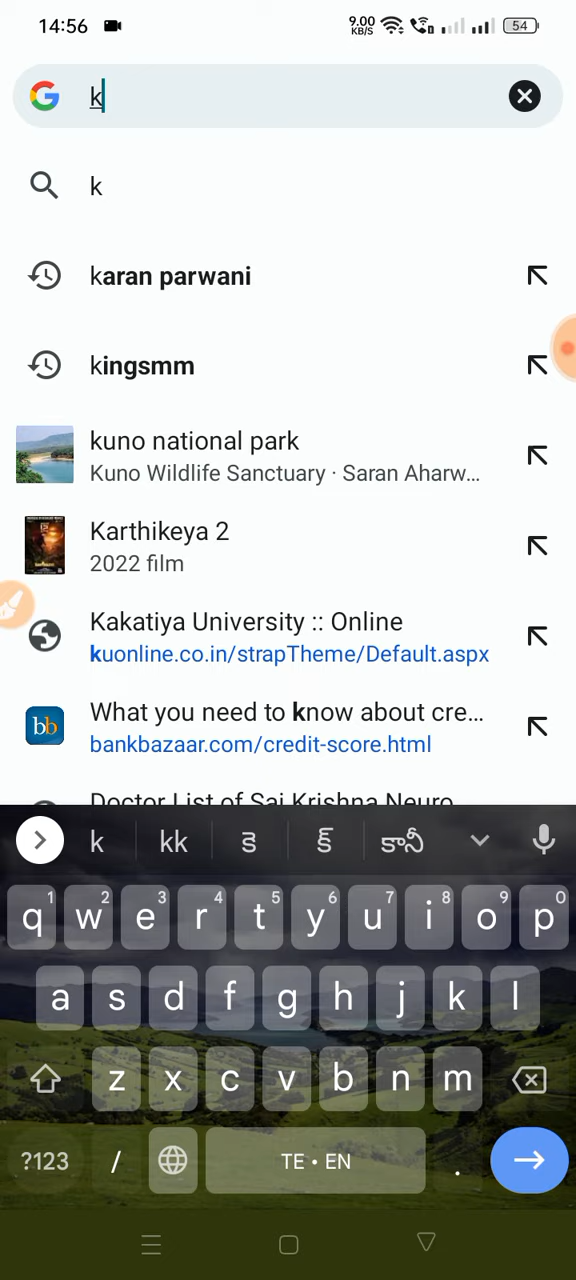 14:56
9.00
KB/S
54
k
k
karan parwani
kingsmm
kuno national park
Kuno Wildlife Sanctuary · Saran Aharw...
Karthikeya 2
2022 film
Kakatiya University :: Online
kuonline.co.in/strapTheme/Default.aspx
bb
What you need to know about cre...
bankbazaar.com/credit-score.html
Doctor List of Sai Krishna Neuro
k kk కె క్ కానీ
1 2 3 4 5 6 7 8 9 0
q w e r t y u i o p
a s d f g h j k l
z x c v b n m
?123 / TE • EN .